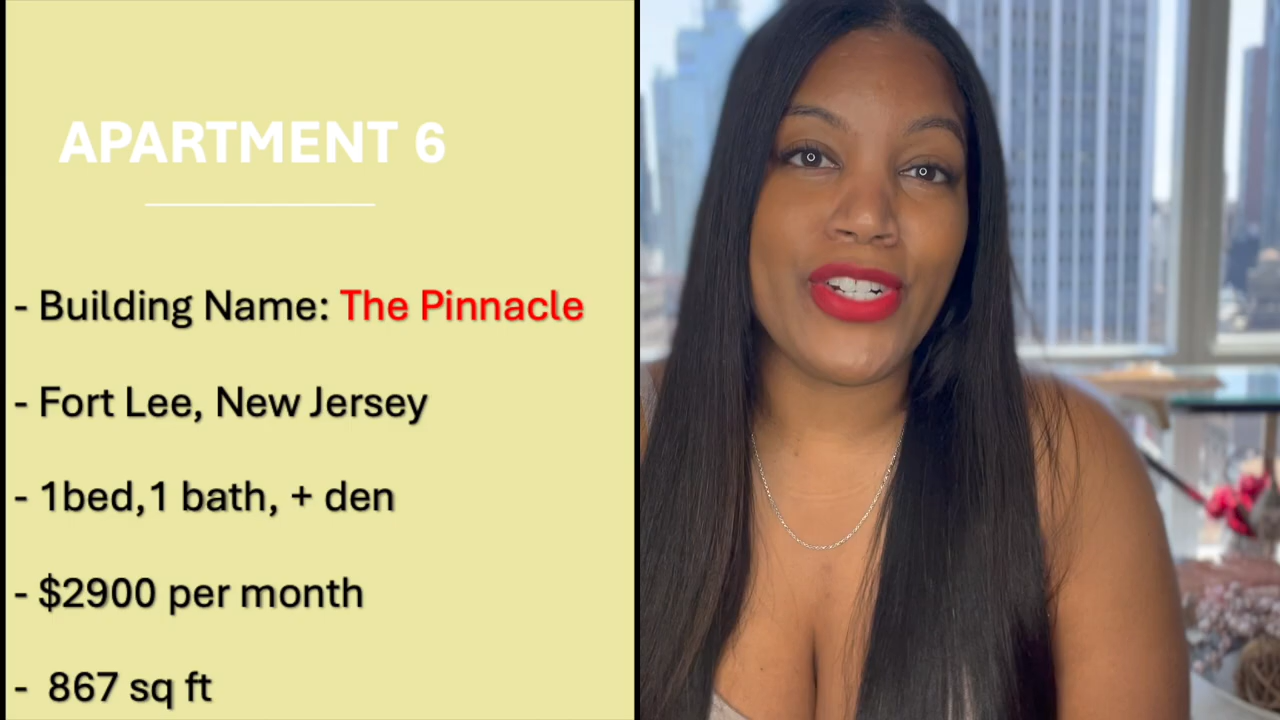 APARTMENT 6
- Building Name: The Pinnacle
- Fort Lee, New Jersey
- 1bed,1 bath, + den
- $2900 per month
- 867 sq ft